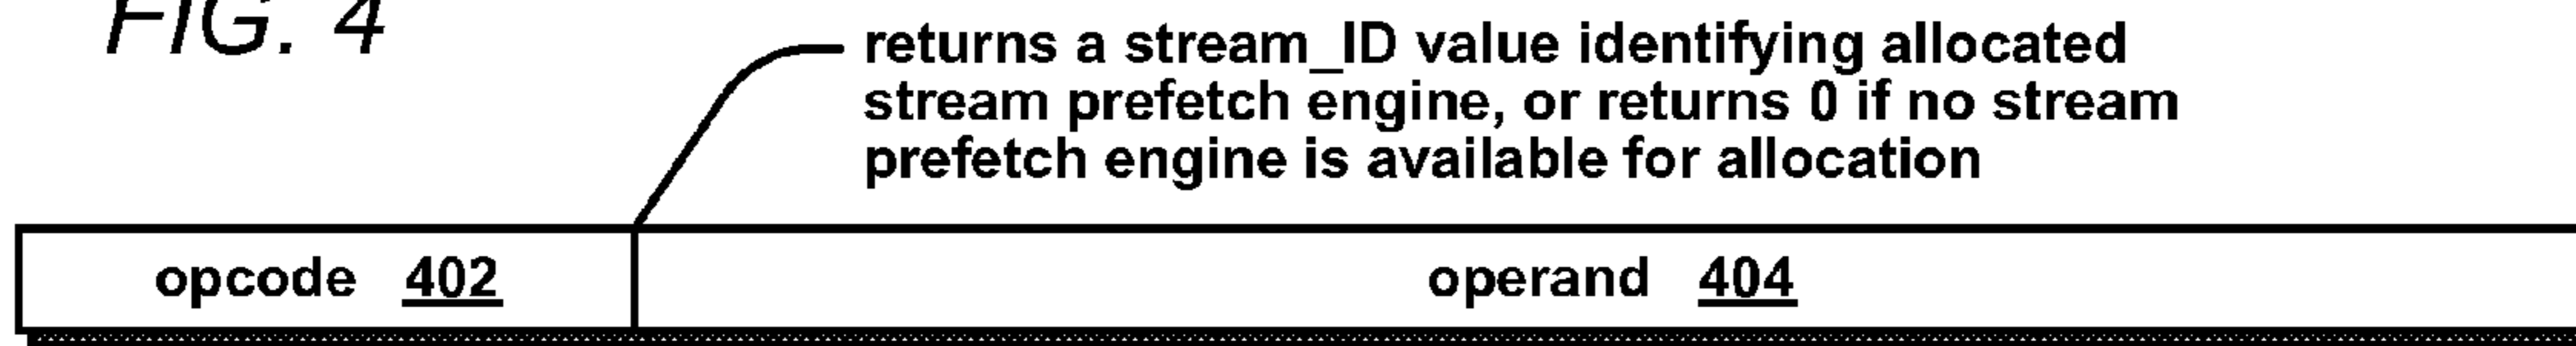 FIG. 4
returns a stream_ID value identifying allocated
stream prefetch engine, or returns 0 if no stream
prefetch engine is available for allocation
opcode 402 operand 404